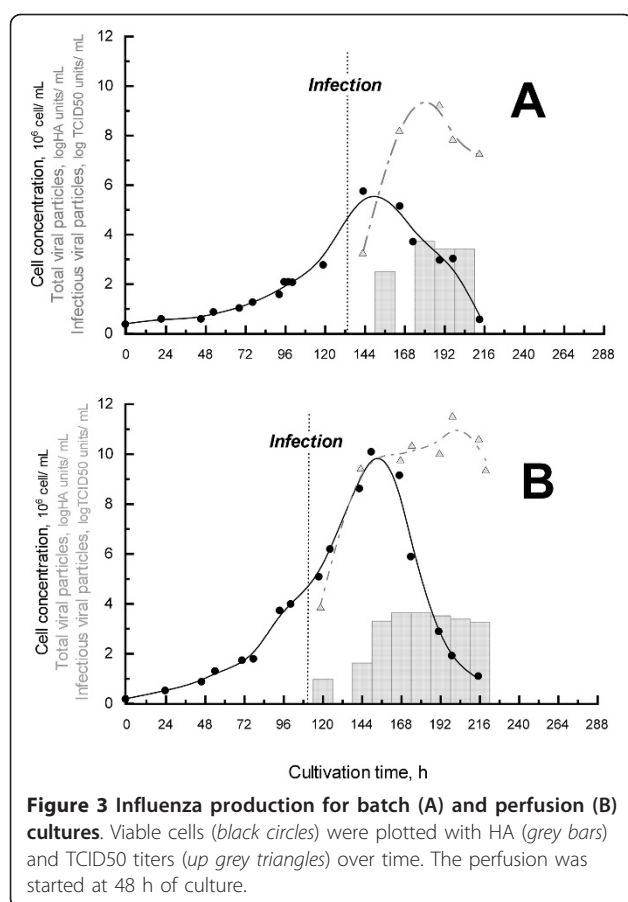 12
10
8
6
4
2
0
Cell concentration, 10⁶ cell/ mL
Total viral particles, logHA units/ mL
Infectious viral particles, log TCID50 units/ mL
Infection
A
0 24 48 72 96 120 144 168 192 216 240 264 288
12
10
8
6
4
2
0
Cell concentration, 10⁶ cell/ mL
Total viral particles, logHA units/ mL
Infectious viral particles, logTCID50 units/ mL
Infection
B
0 24 48 72 96 120 144 168 192 216 240 264 288
Cultivation time, h
Figure 3 Influenza production for batch (A) and perfusion (B)
cultures. Viable cells (black circles) were plotted with HA (grey bars)
and TCID50 titers (up grey triangles) over time. The perfusion was
started at 48 h of culture.